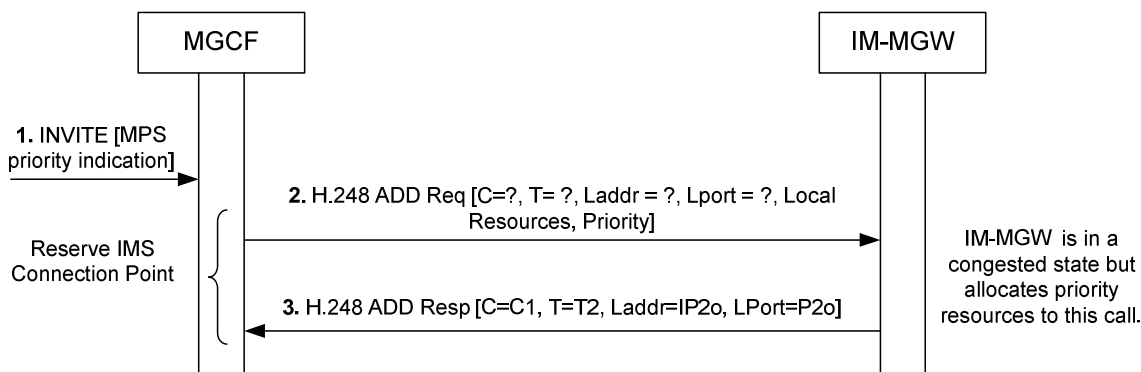 MGCF
IM-MGW
1. INVITE [MPS
priority indication]
2. H.248 ADD Req [C=?, T= ?, Laddr = ?, Lport = ?, Local
Resources, Priority]
Reserve IMS
Connection Point
IM-MGW is in a
congested state but
allocates priority
resources to this call.
3. H.248 ADD Resp [C=C1, T=T2, Laddr=IP2o, LPort=P2o]